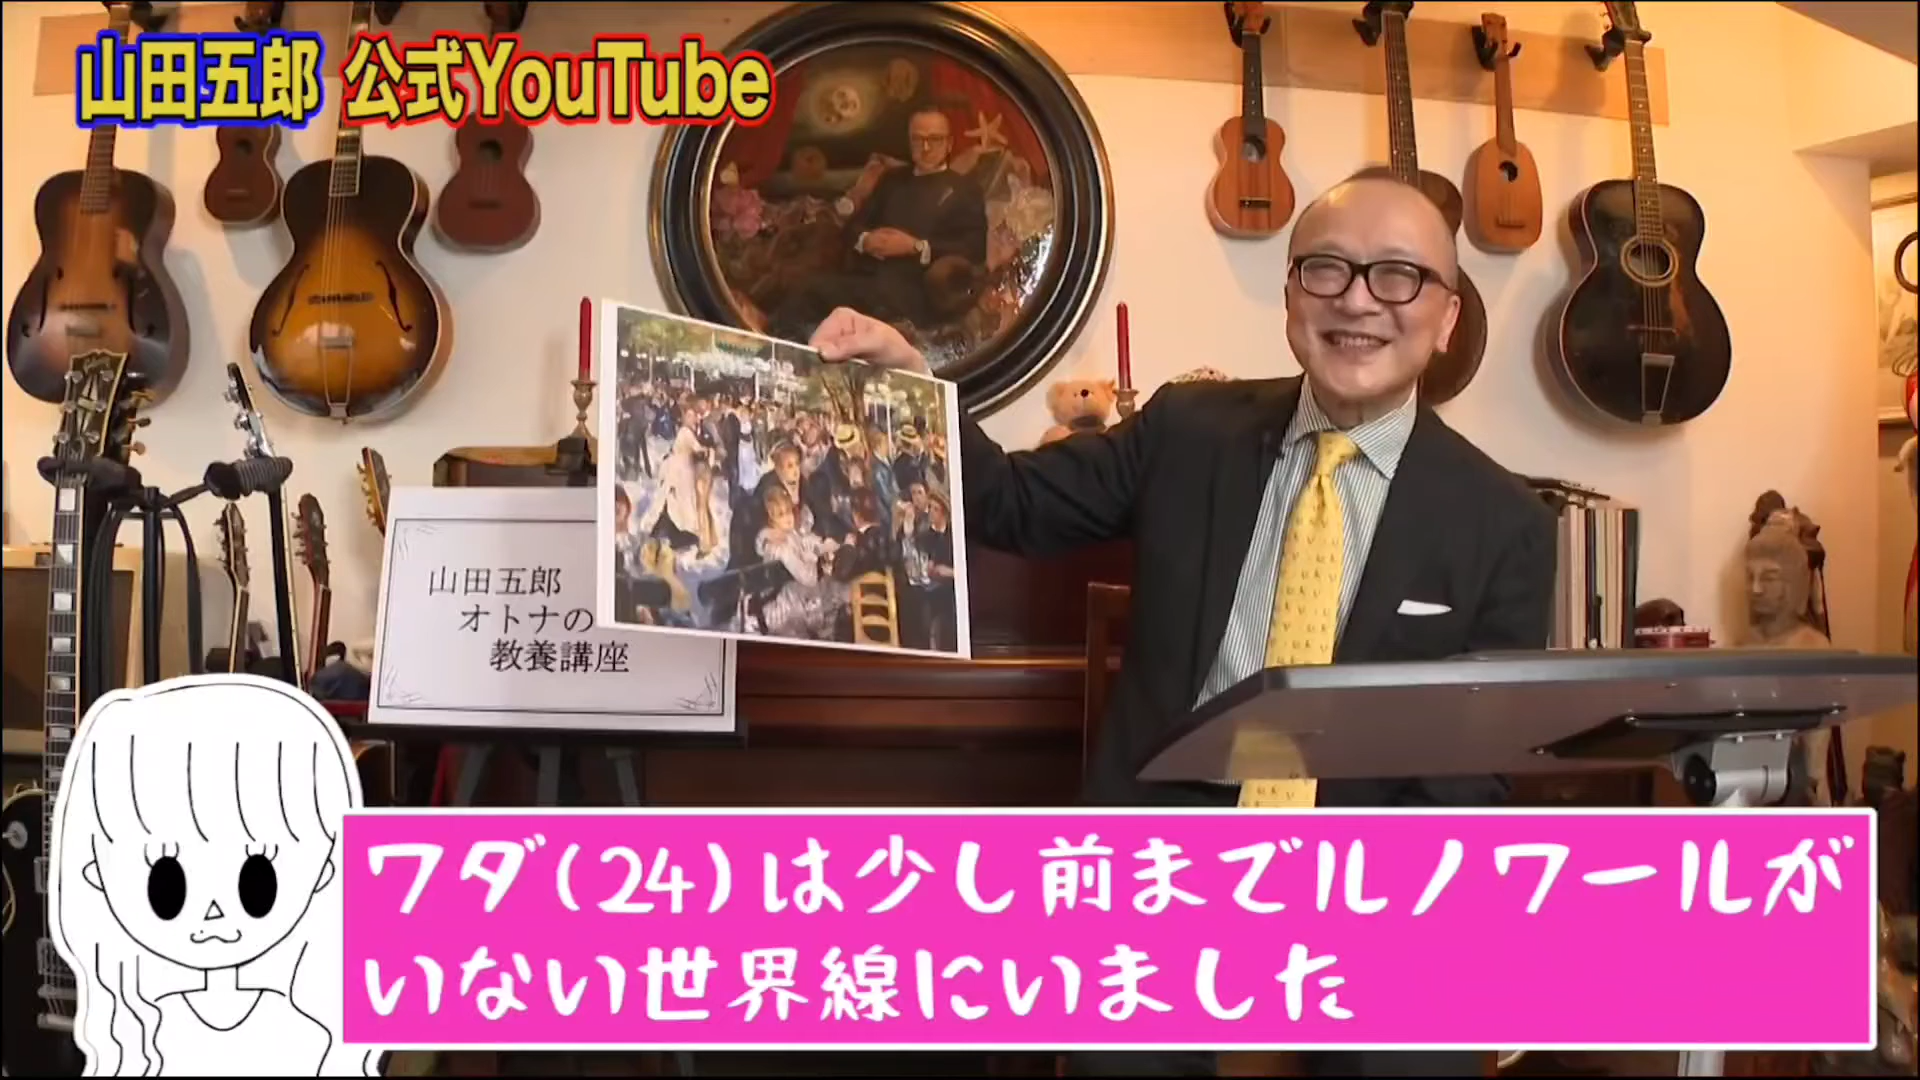 山田五郎 公式YouTube
山田五郎
オトナの
教養講座
ワダ(24)は少し前までルノワールが
いない世界線にいました